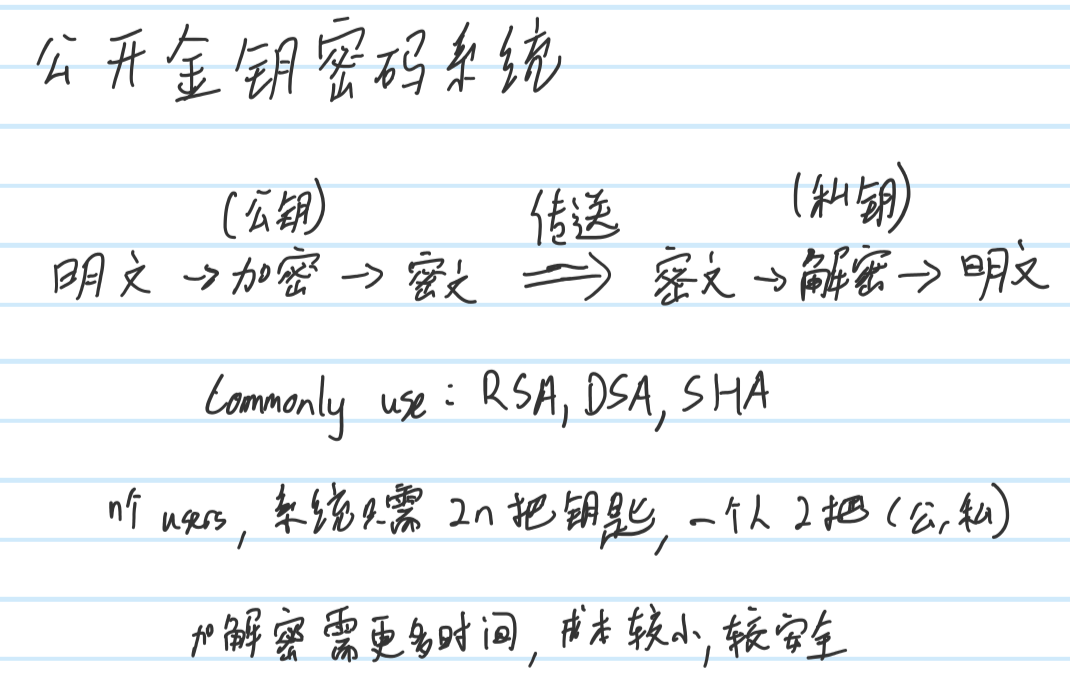 公开金钥密码系统
(公钥) 传送 (私钥)
明文 → 加密 → 密文 ⇒ 密文 → 解密 → 明文
Commonly use : RSA, DSA, SHA
n个 users, 系统只需 2n 把钥匙, 一个人 2把 (公, 私)
加解密需更多时间, 成本较小, 较安全